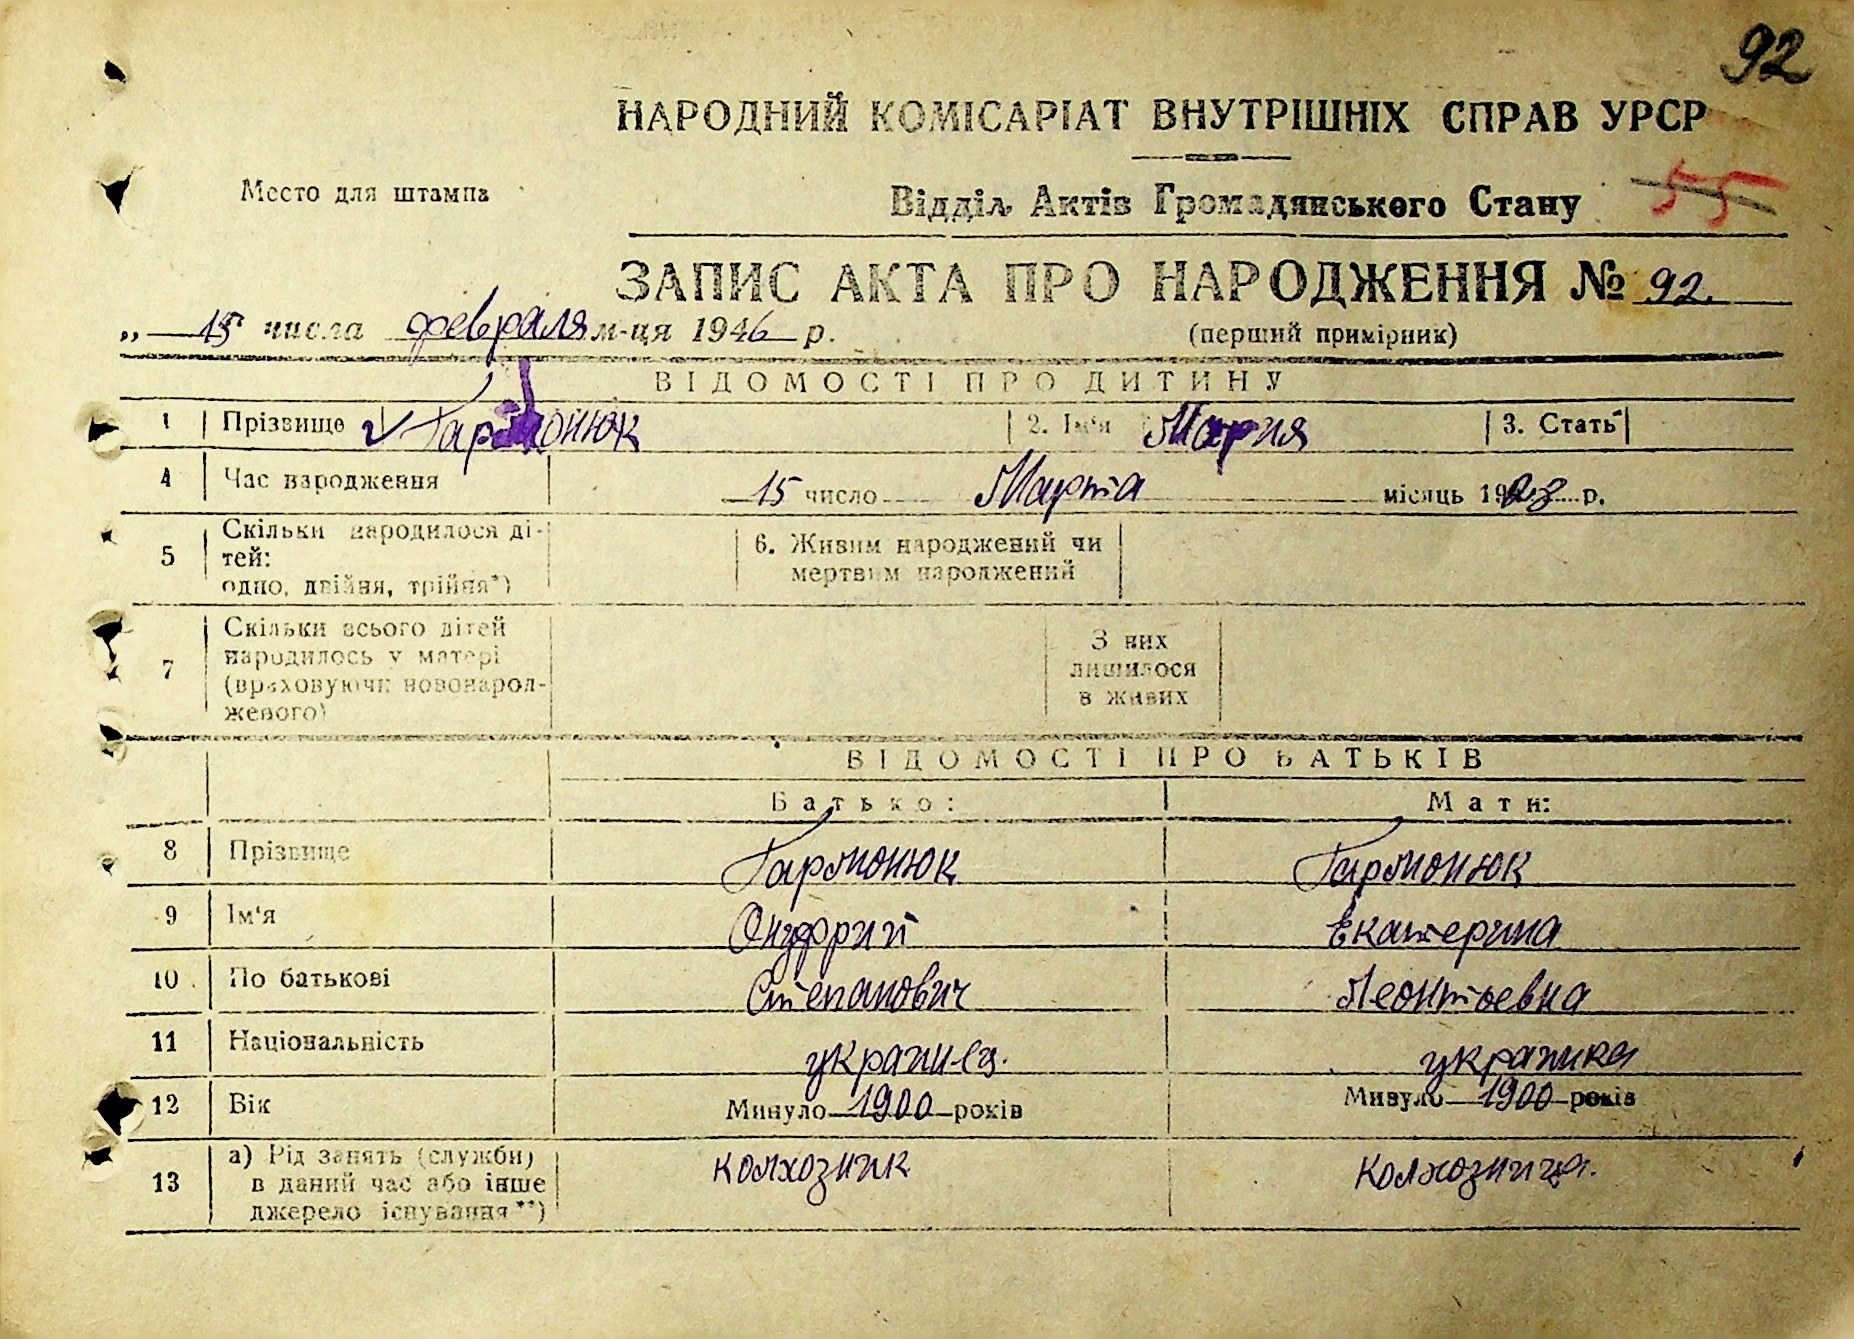 92
НАРОДНИЙ КОМІСАРІАТ ВНУТРІШНІХ СПРАВ УРСР
Место для штампа
Відділ Актів Громадянського Стану 55
ЗАПИС АКТА ПРО НАРОДЖЕННЯ № 92.
„ 15 числа февраля м-ця 1946 р. (перший примірник)
ВІДОМОСТІ ПРО ДИТИНУ
1 Прізвище Гармонюк 2. Ім'я Мария 3. Стать
4 Час народження 15 число Марта місяць 19 р.
5 Скільки народилося ді-
тей:
одно, двійня, трійня*)
6. Живим народжений чи
мертвим народжений
7 Скільки всього дітей
народилось у матері
(враховуючи новонарод-
женого)
З них
лишилося
в живих
ВІДОМОСТІ ПРО БАТЬКІВ
Батько: Мати:
8 Прізвище Гармонюк Гармонюк
9 Ім'я Онуфрий Екатерина
10 По батькові Степанович Леонтьевна
11 Національність украинец. украинка
12 Вік Минуло 1900 років Минуло 1900 років
13 а) Рід занять (служби)
в даний час або інше
джерело існування**)
колхозник колхозница.